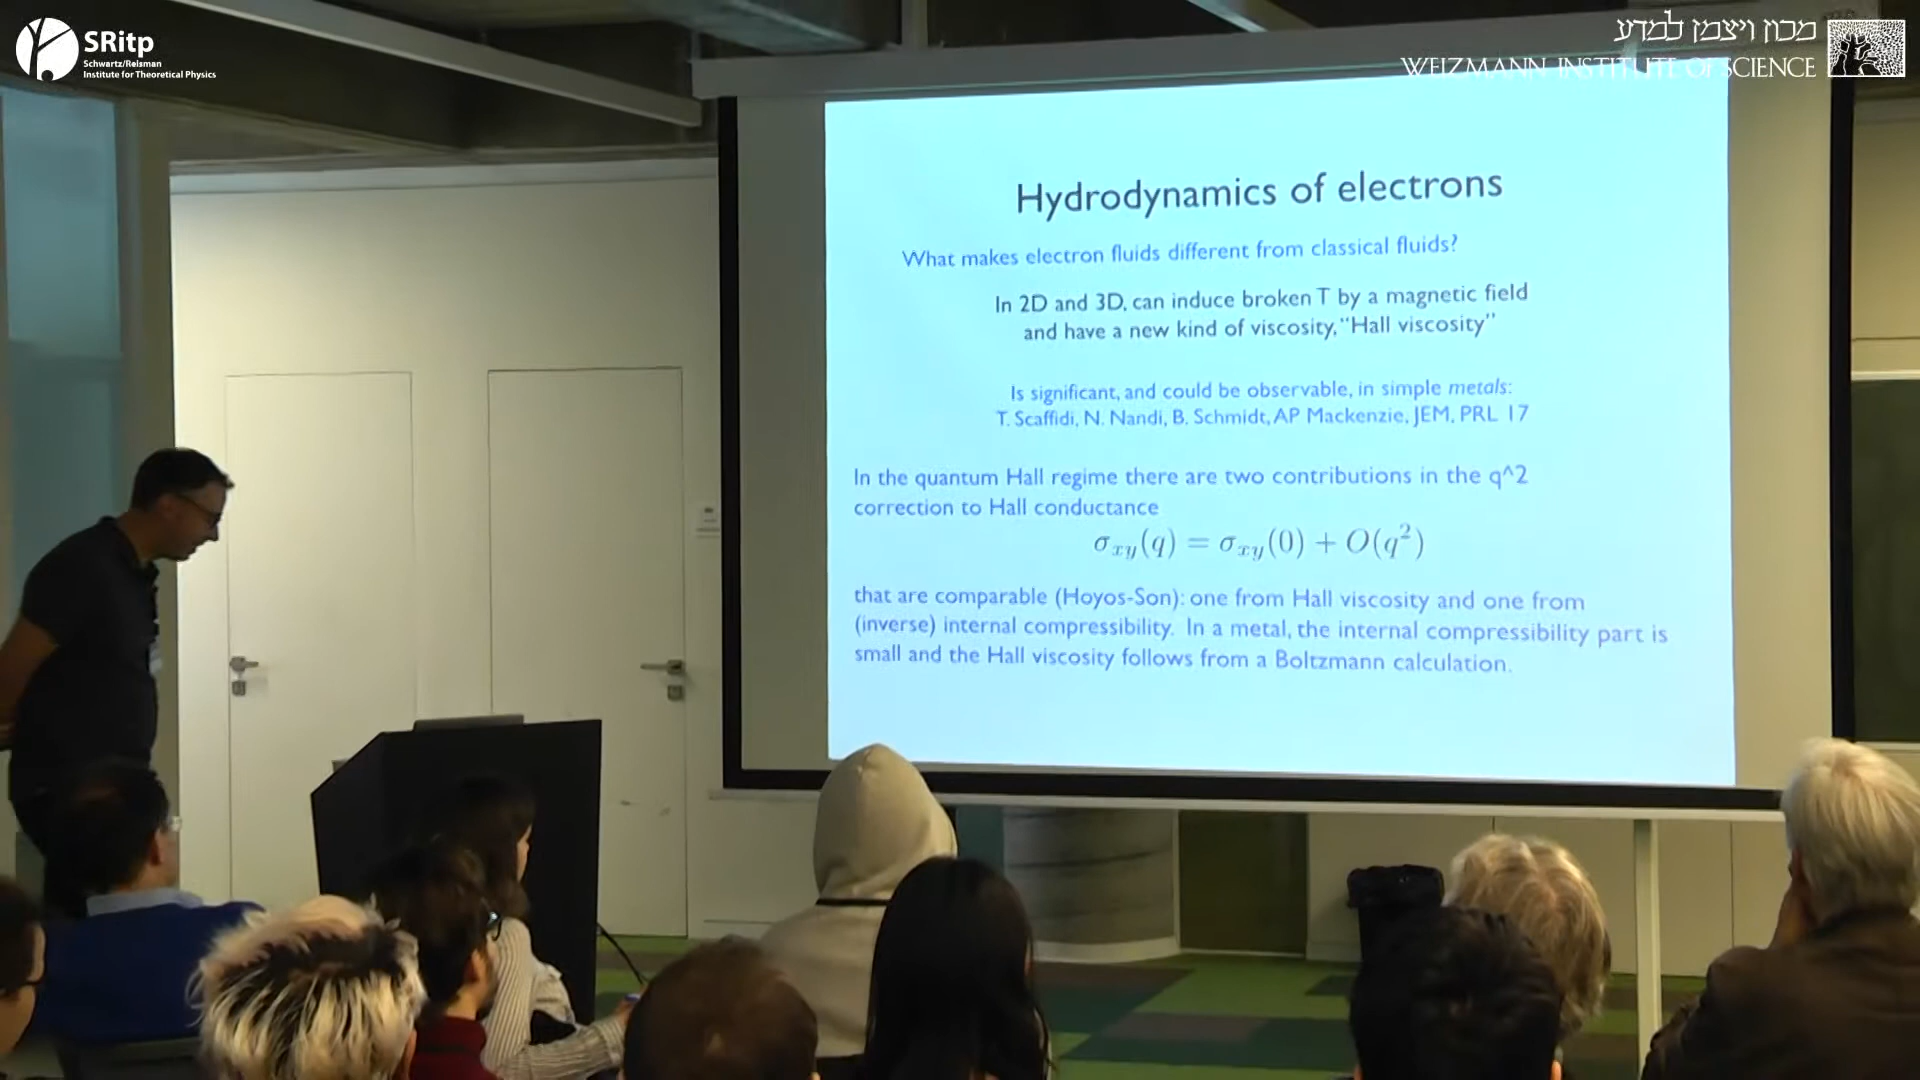 SRitp
Schwartz/Reisman
Institute for Theoretical Physics
מכון ויצמן למדע
WEIZMANN INSTITUTE OF SCIENCE
Hydrodynamics of electrons
What makes electron fluids different from classical fluids?
In 2D and 3D, can induce broken T by a magnetic field
and have a new kind of viscosity, "Hall viscosity"
Is significant, and could be observable, in simple metals:
T. Scaffidi, N. Nandi, B. Schmidt, AP Mackenzie, JEM, PRL 17
In the quantum Hall regime there are two contributions in the q^2
correction to Hall conductance
σxy(q) = σxy(0) + O(q²)
that are comparable (Hoyos-Son): one from Hall viscosity and one from
(inverse) internal compressibility. In a metal, the internal compressibility part is
small and the Hall viscosity follows from a Boltzmann calculation.